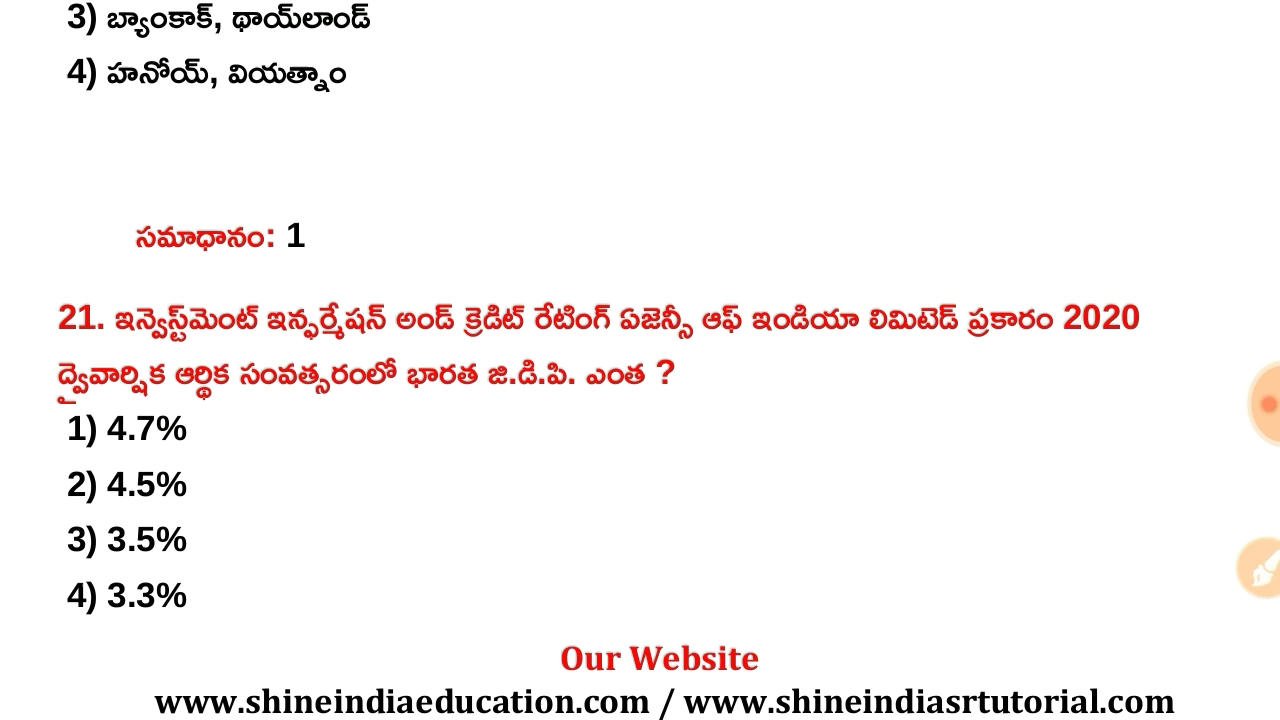 3) బ్యాంకాక్, థాయ్‌లాండ్
4) హనోయ్, వియత్నాం
సమాధానం: 1
21. ఇన్వెస్ట్‌మెంట్ ఇన్ఫర్మేషన్ అండ్ క్రెడిట్ రేటింగ్ ఏజెన్సీ ఆఫ్ ఇండియా లిమిటెడ్ ప్రకారం 2020
ద్వైవార్షిక ఆర్థిక సంవత్సరంలో భారత జి.డి.పి. ఎంత ?
1) 4.7%
2) 4.5%
3) 3.5%
4) 3.3%
Our Website
www.shineindiaeducation.com / www.shineindiasrtutorial.com